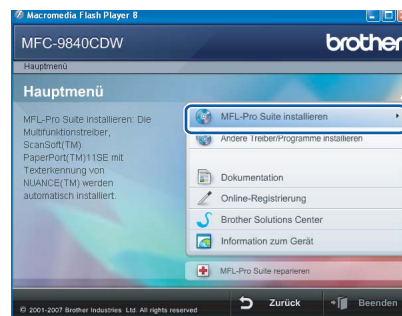 Macromedia Flash Player 8
MFC-9840CDW
brother
Hauptmenü
Hauptmenü
MFL-Pro Suite installieren: Die
Multifunktionstreiber,
ScanSoft(TM)
PaperPort(TM)11SE mit
Texterkennung von
NUANCE(TM) werden
automatisch installiert.
MFL-Pro Suite installieren
Andere Treiber/Programme installieren
Dokumentation
Online-Registrierung
Brother Solutions Center
Information zum Gerät
MFL-Pro Suite reparieren
© 2001-2007 Brother Industries Ltd. All rights reserved
Zurück
Beenden